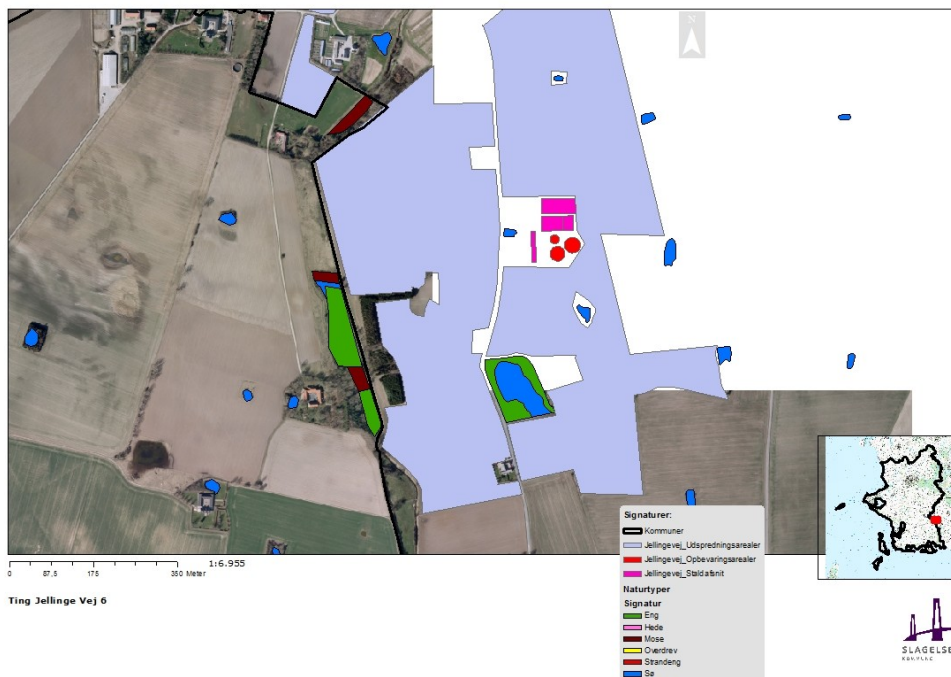 N
Signaturer:
Kommuner
Jellingevej_Udspredningsarealer
Jellingevej_Opbevaringsarealer
Jellingevej_Staldafsnit
Naturtyper
Signatur
Eng
Hede
Mose
Overdrev
Strandeng
Sø
1:6.955
0 87,5 175 350 Meter
Ting Jellinge Vej 6
SLAGELSE
KOMMUNE